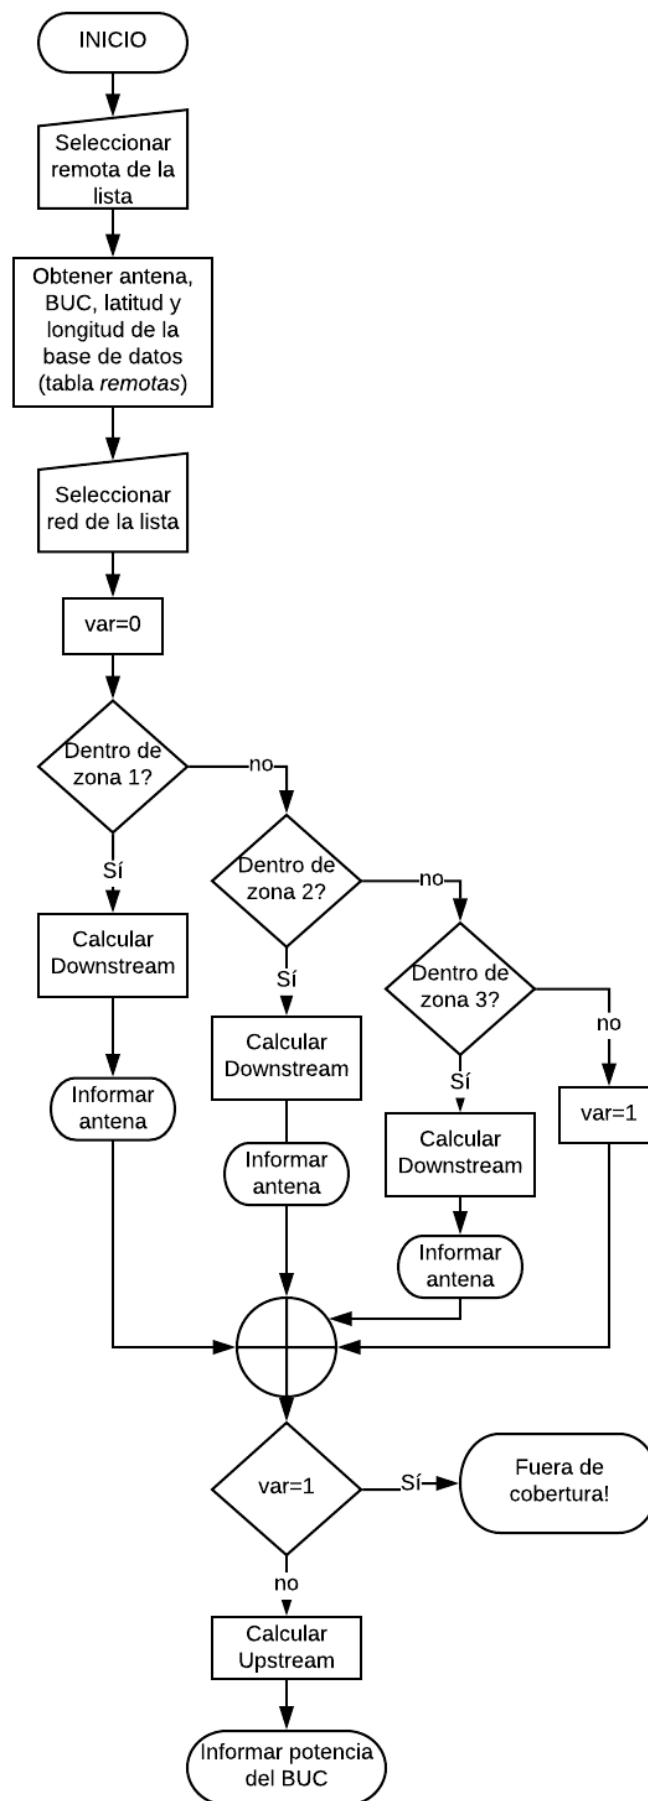 INICIO
Seleccionar
remota de la
lista
Obtener antena,
BUC, latitud y
longitud de la
base de datos
(tabla remotas)
Seleccionar
red de la lista
var=0
Dentro de
zona 1?
no
Sí
Dentro de
zona 2?
no
Calcular
Downstream
Sí
Dentro de
zona 3?
no
Calcular
Downstream
Sí
Informar
antena
var=1
Calcular
Downstream
Informar
antena
Informar
antena
var=1
Sí
Fuera de
cobertura!
no
Calcular
Upstream
Informar potencia
del BUC